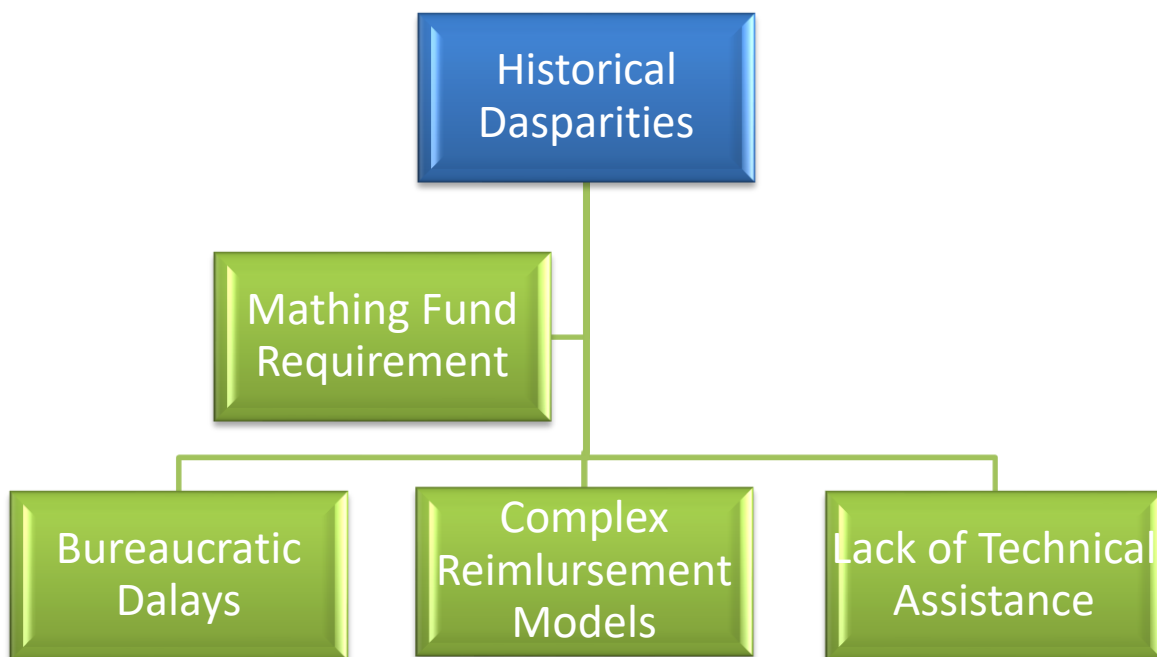 Historical
Dasparities
Mathing Fund
Requirement
Bureaucratic
Dalays
Complex
Reimlursement
Models
Lack of Technical
Assistance